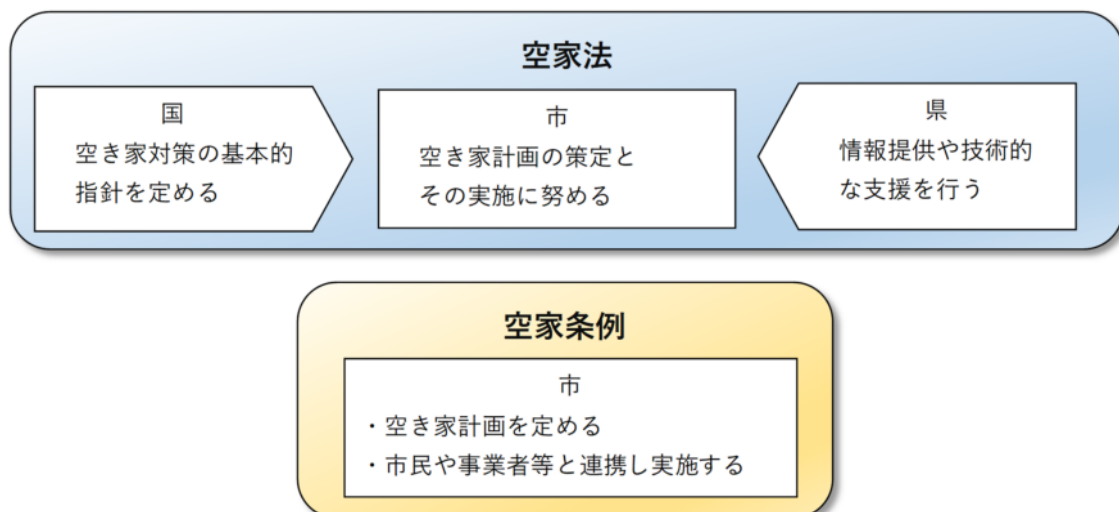 空家法
国
空き家対策の基本的
指針を定める
市
空き家計画の策定と
その実施に努める
県
情報提供や技術的
な支援を行う
空家条例
市
・空き家計画を定める
・市民や事業者等と連携し実施する